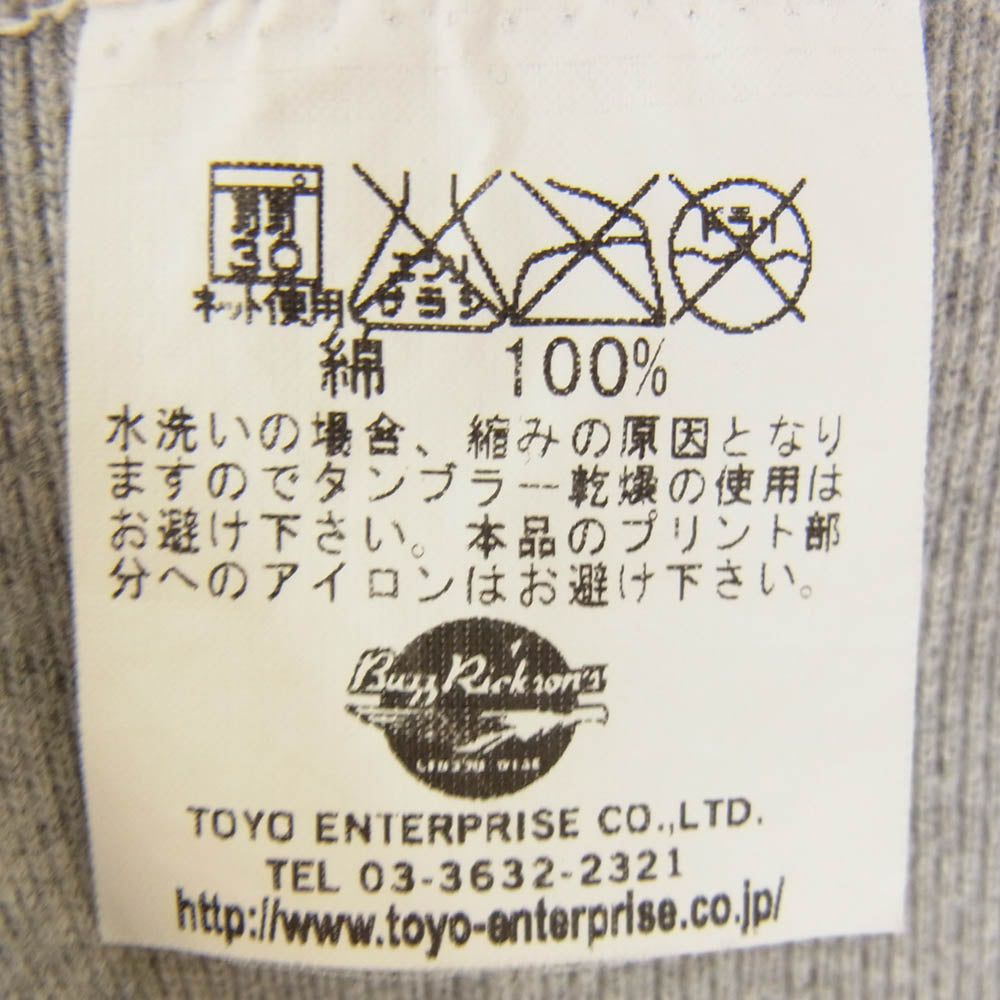 弱
30
ネット使用
エンソ
サラシ
ドライ
綿 100%
水洗いの場合、縮みの原因となり
ますのでタンブラー乾燥の使用は
お避け下さい。本品のプリント部
分へのアイロンはお避け下さい。
Buzz Rickson's
TOYO ENTERPRISE CO.,LTD.
TEL 03-3632-2321
http://www.toyo-enterprise.co.jp/